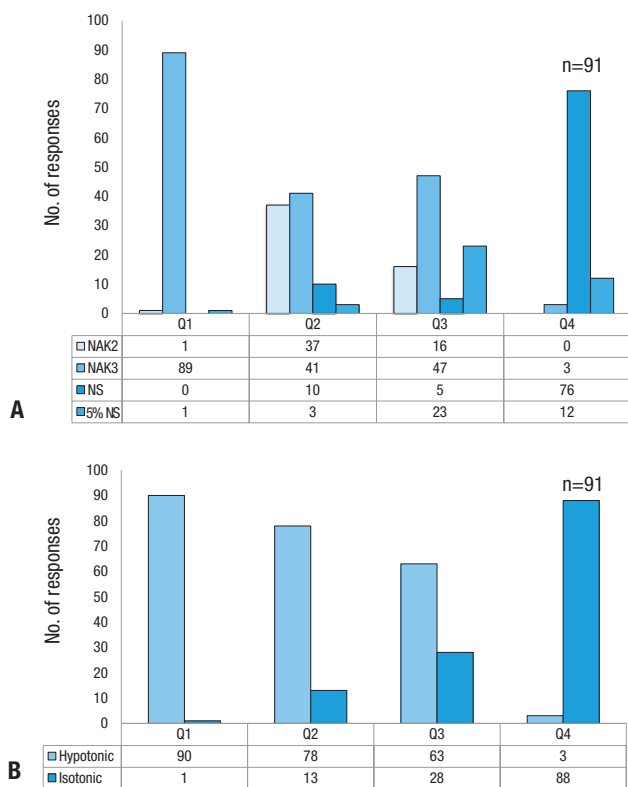 100
90
80
70
60
50
40
30
20
10
0
No. of responses
n=91
Q1 Q2 Q3 Q4
NAK2 1 37 16 0
NAK3 89 41 47 3
NS 0 10 5 76
5% NS 1 3 23 12
A
100
90
80
70
60
50
40
30
20
10
0
No. of responses
n=91
Q1 Q2 Q3 Q4
Hypotonic 90 78 63 3
Isotonic 1 13 28 88
B